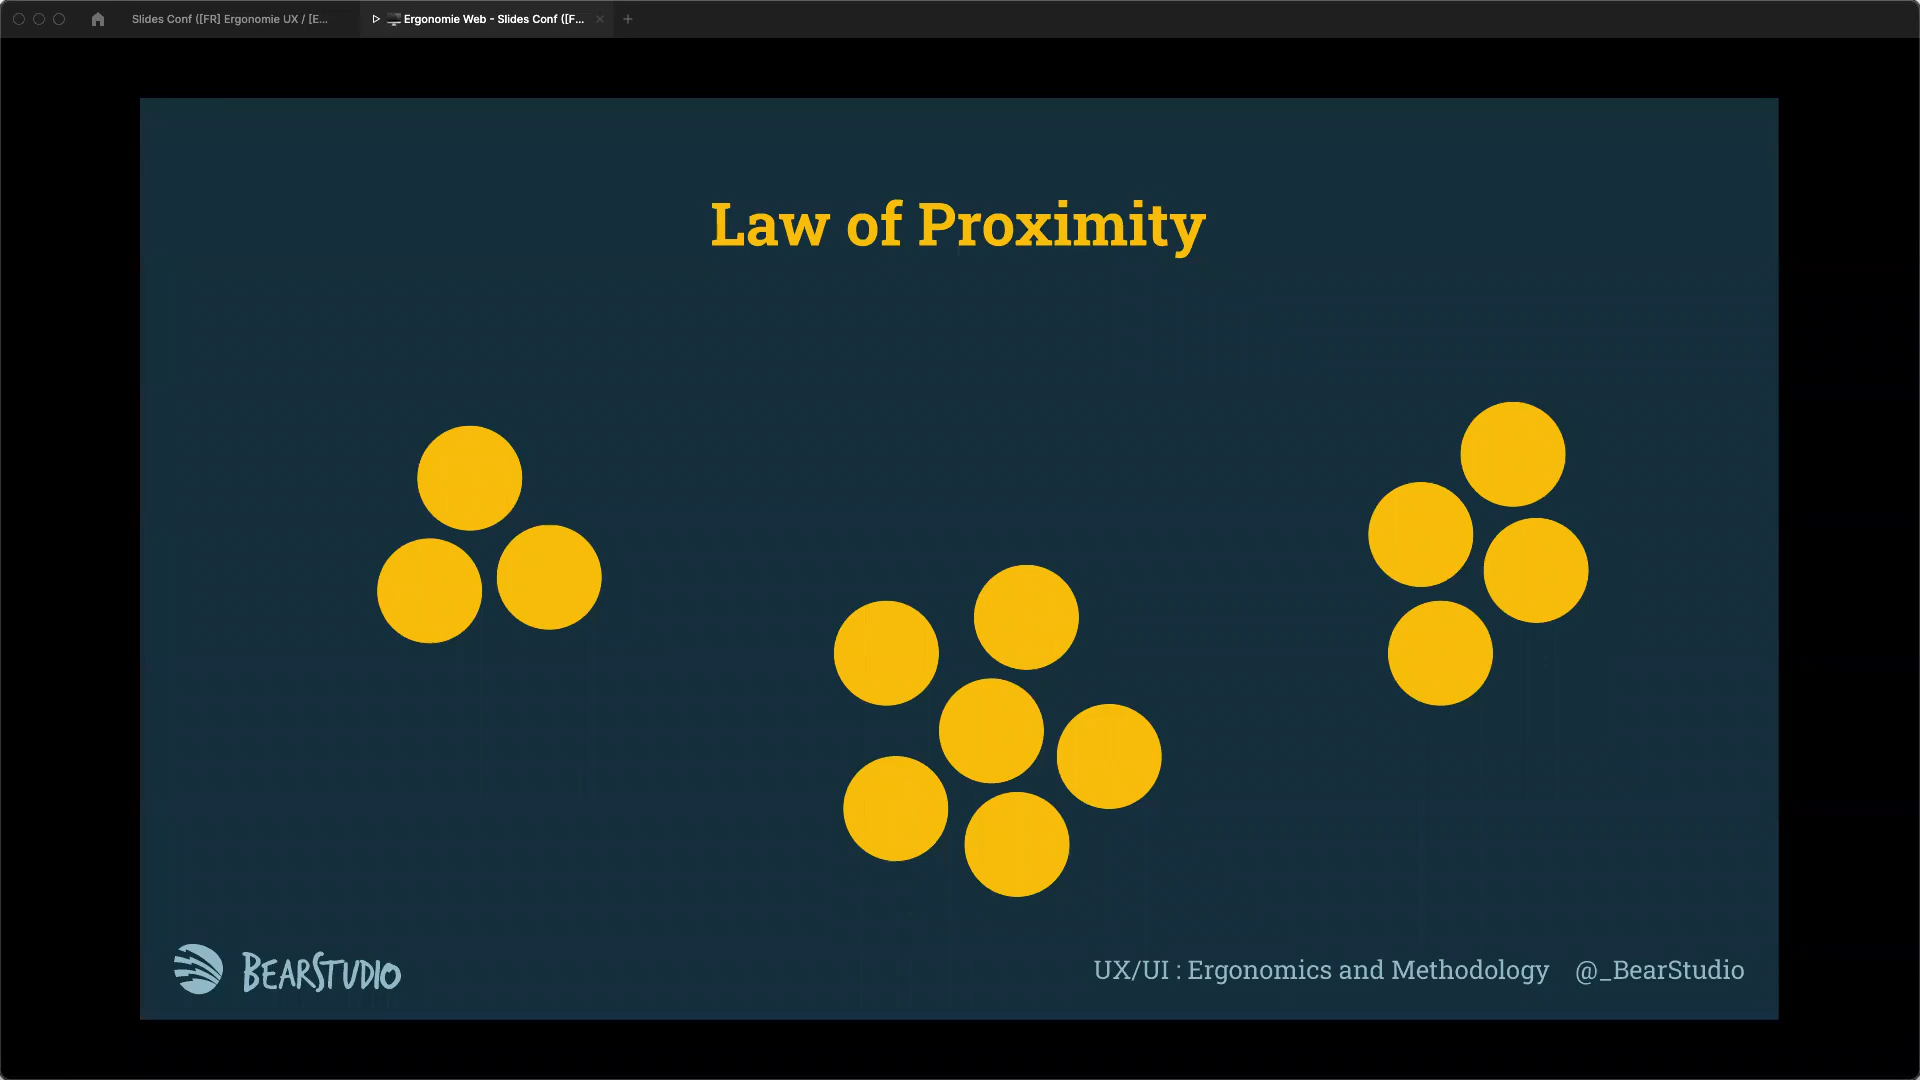 Slides Conf ([FR] Ergonomie UX / [E...
Ergonomie Web - Slides Conf ([F...
Law of Proximity
BEARSTUDIO
UX/UI : Ergonomics and Methodology @_BearStudio